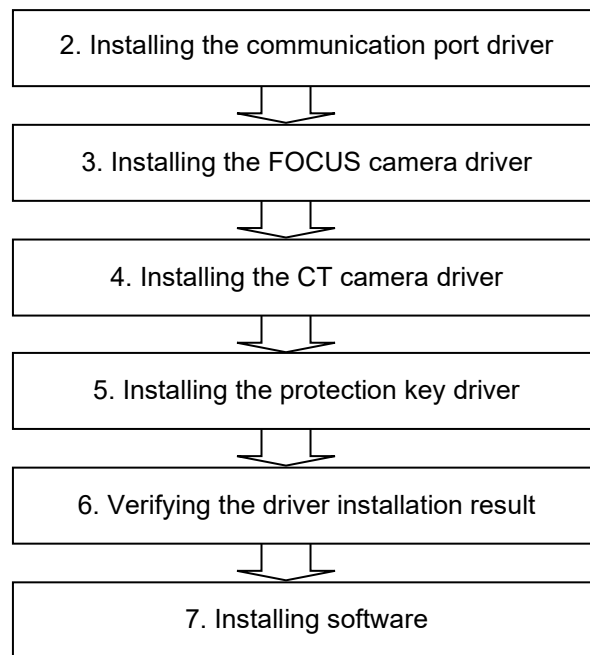 2. Installing the communication port driver
3. Installing the FOCUS camera driver
4. Installing the CT camera driver
5. Installing the protection key driver
6. Verifying the driver installation result
7. Installing software